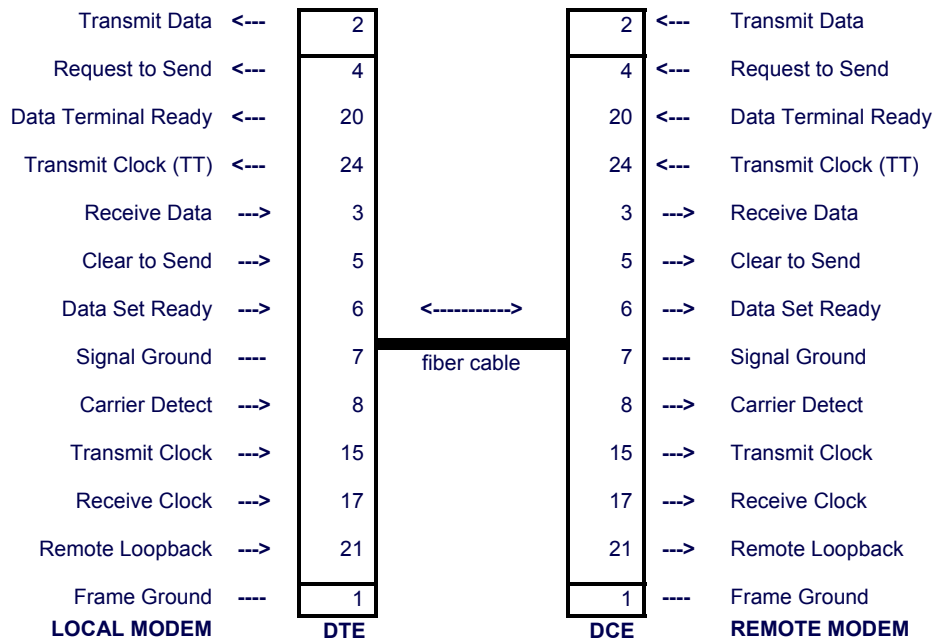 Transmit Data <--- 2 2 <--- Transmit Data
Request to Send <--- 4 4 <--- Request to Send
Data Terminal Ready <--- 20 20 <--- Data Terminal Ready
Transmit Clock (TT) <--- 24 24 <--- Transmit Clock (TT)
Receive Data ---> 3 3 ---> Receive Data
Clear to Send ---> 5 5 ---> Clear to Send
Data Set Ready ---> 6 <-----------> 6 ---> Data Set Ready
Signal Ground ---- 7 fiber cable 7 ---- Signal Ground
Carrier Detect ---> 8 8 ---> Carrier Detect
Transmit Clock ---> 15 15 ---> Transmit Clock
Receive Clock ---> 17 17 ---> Receive Clock
Remote Loopback ---> 21 21 ---> Remote Loopback
Frame Ground ---- 1 1 ---- Frame Ground
LOCAL MODEM DTE DCE REMOTE MODEM